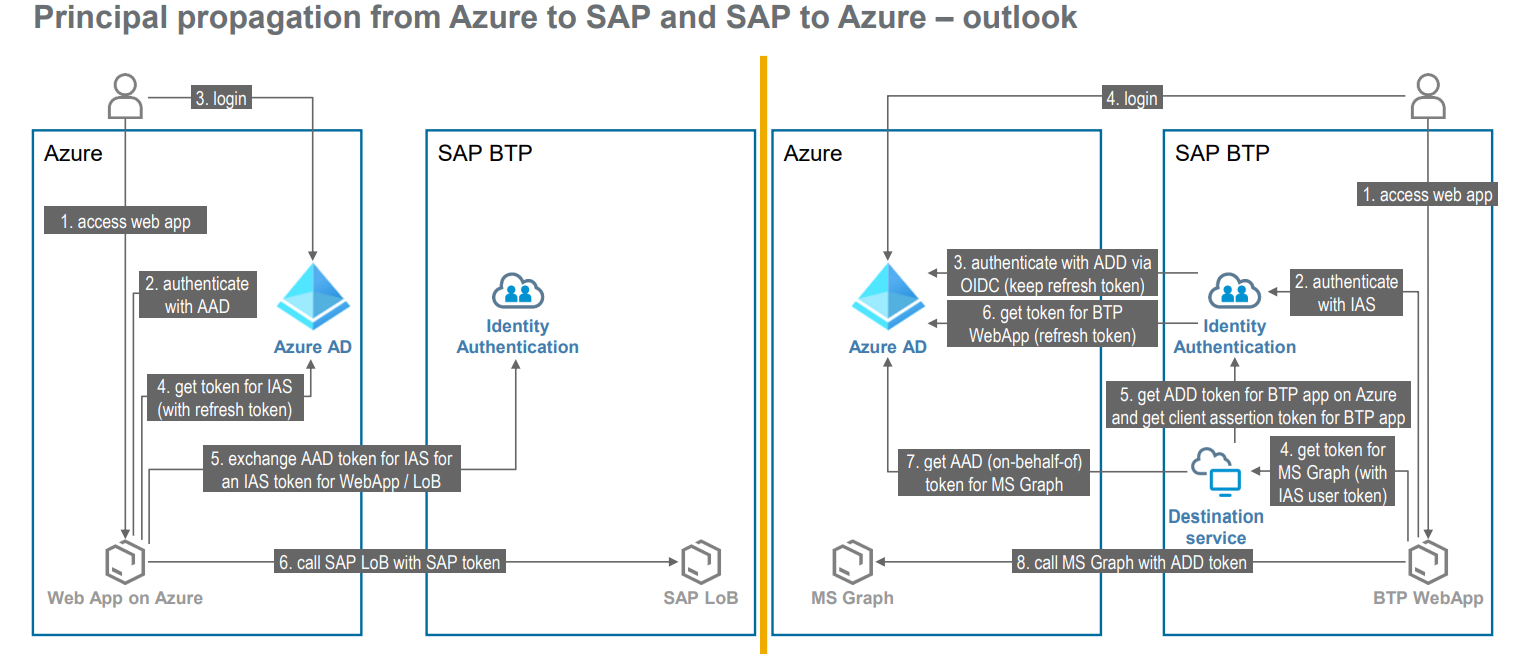 Principal propagation from Azure to SAP and SAP to Azure – outlook
3. login
Azure
SAP BTP
1. access web app
2. authenticate
with AAD
Azure AD
Identity
Authentication
4. get token for IAS
(with refresh token)
5. exchange AAD token for IAS for
an IAS token for WebApp / LoB
6. call SAP LoB with SAP token
Web App on Azure
SAP LoB
4. login
Azure
SAP BTP
1. access web app
3. authenticate with ADD via
OIDC (keep refresh token)
2. authenticate
with IAS
6. get token for BTP
WebApp (refresh token)
Azure AD
Identity
Authentication
5. get ADD token for BTP app on Azure
and get client assertion token for BTP app
7. get AAD (on-behalf-of)
token for MS Graph
4. get token for
MS Graph (with
IAS user token)
Destination
service
8. call MS Graph with ADD token
MS Graph
BTP WebApp